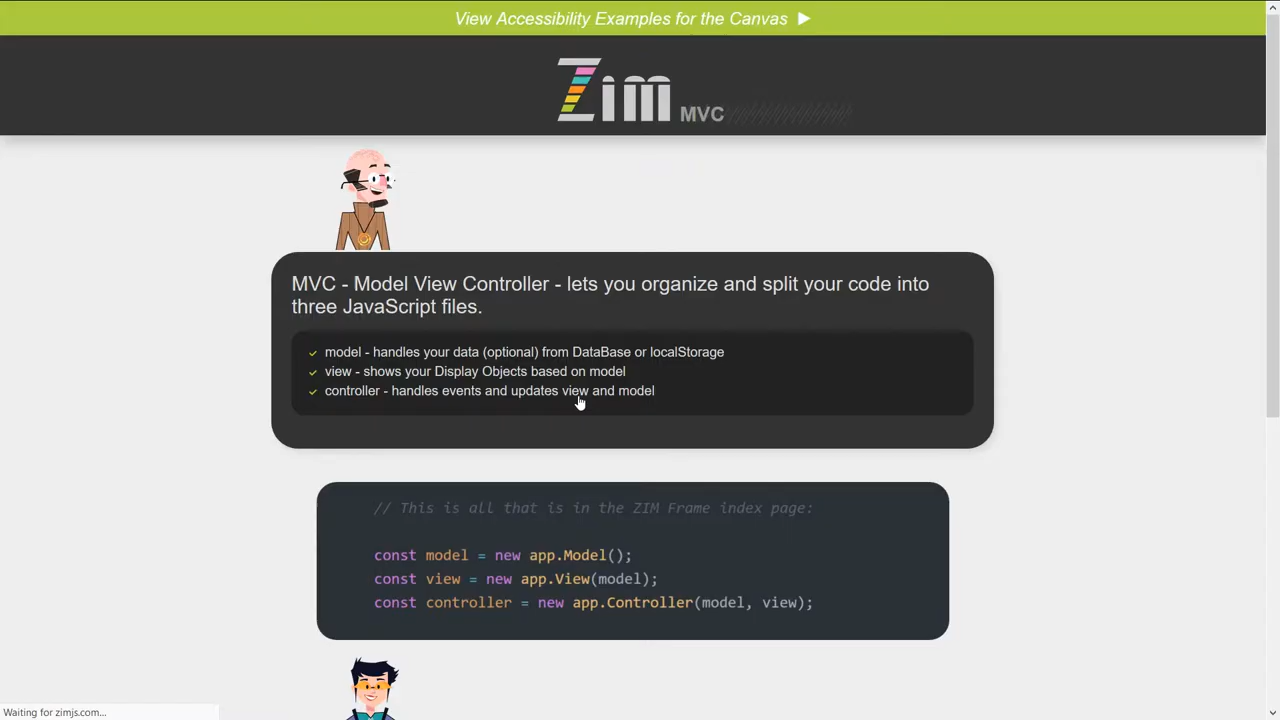 View Accessibility Examples for the Canvas ▶
Zim MVC
MVC - Model View Controller - lets you organize and split your code into
three JavaScript files.
model - handles your data (optional) from DataBase or localStorage
view - shows your Display Objects based on model
controller - handles events and updates view and model
// This is all that is in the ZIM Frame index page:
const model = new app.Model();
const view = new app.View(model);
const controller = new app.Controller(model, view);
Waiting for zimjs.com...